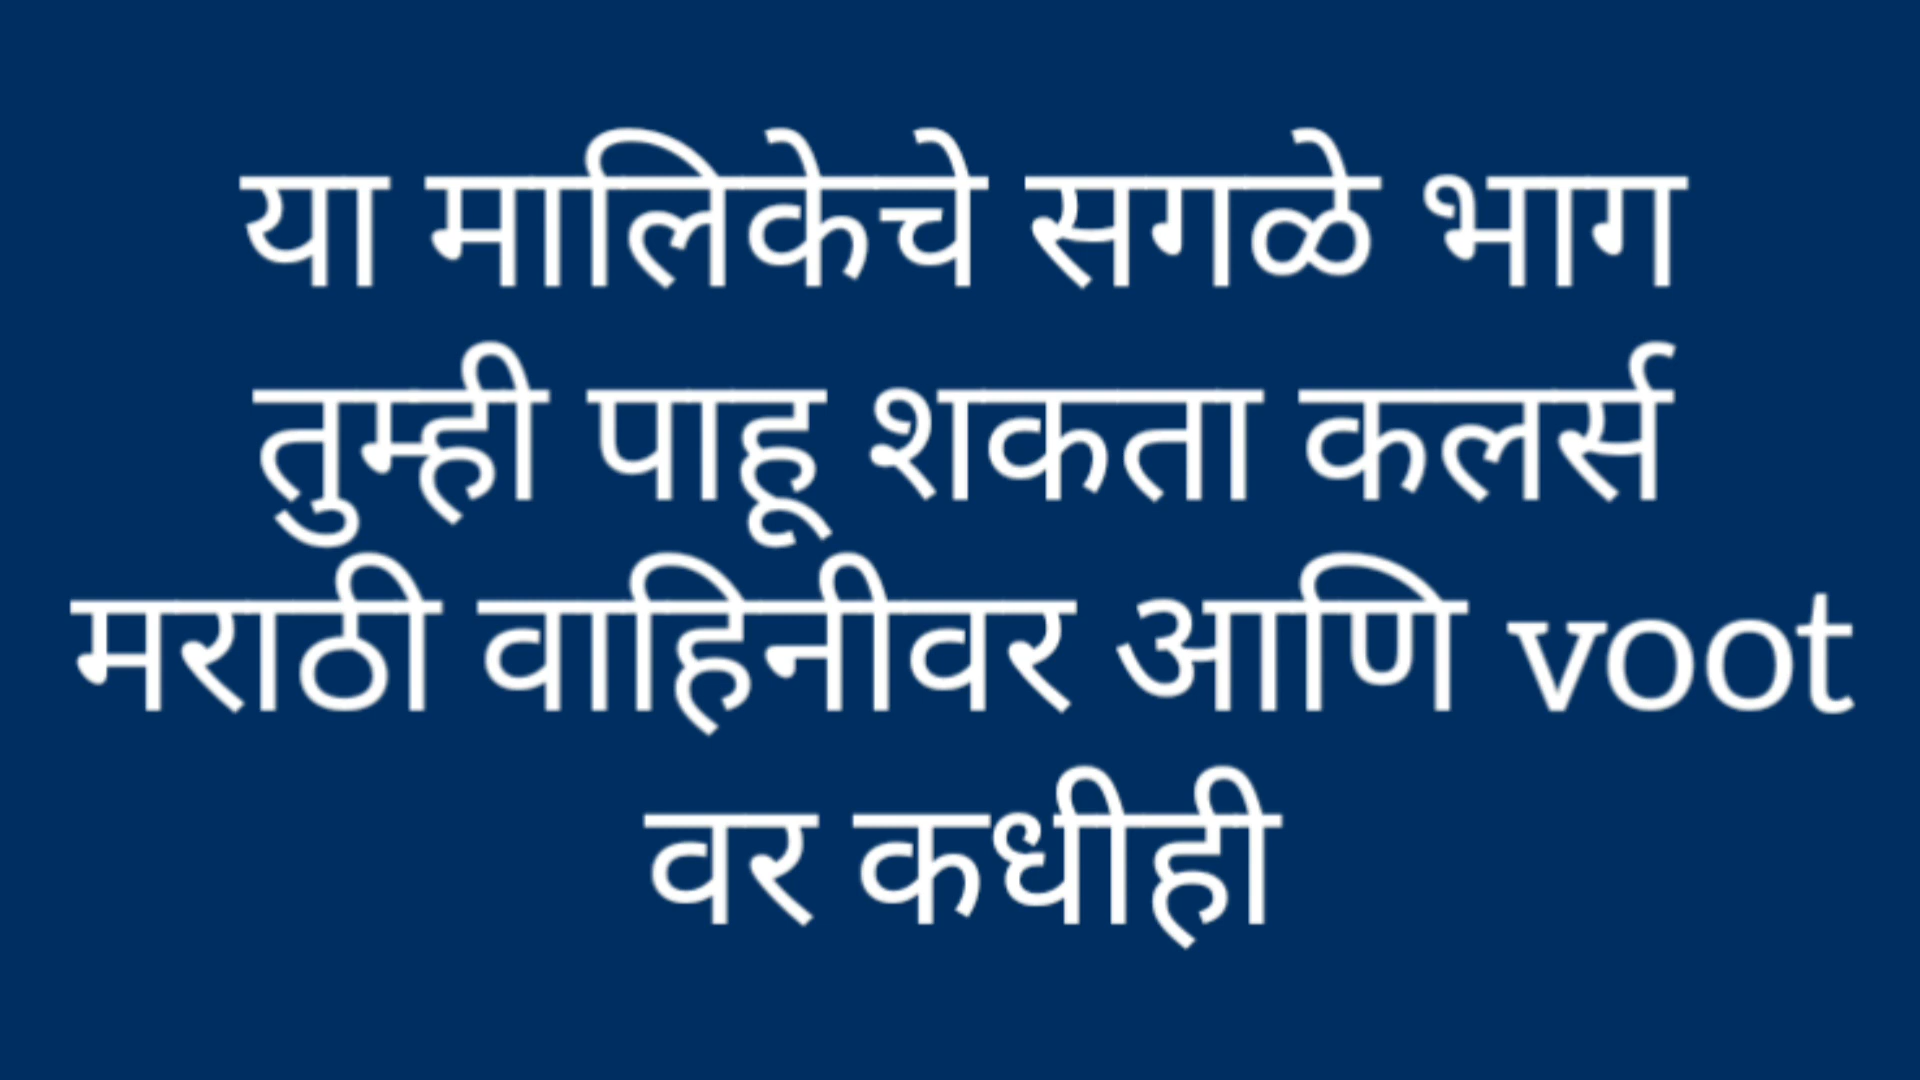 या मालिकेचे सगळे भाग
तुम्ही पाहू शकता कलर्स
मराठी वाहिनीवर आणि voot
वर कधीही